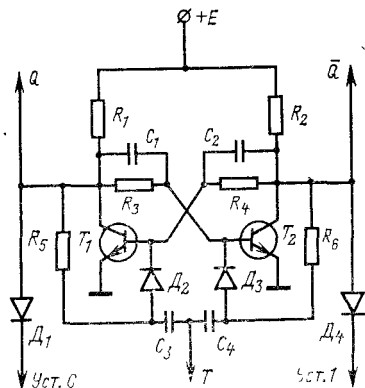 +E
Q
Q̄
R₁
R₂
C₁
C₂
R₃
R₄
R₅
T₁
T₂
R₆
Д₂
Д₃
Д₁
C₃
C₄
Д₄
Уст. 0
T
Уст. 1